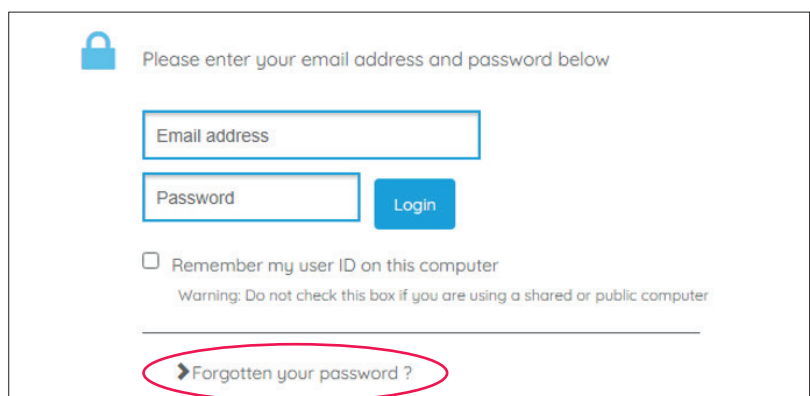 Please enter your email address and password below
Email address
Password
Login
Remember my user ID on this computer
Warning: Do not check this box if you are using a shared or public computer
Forgotten your password ?